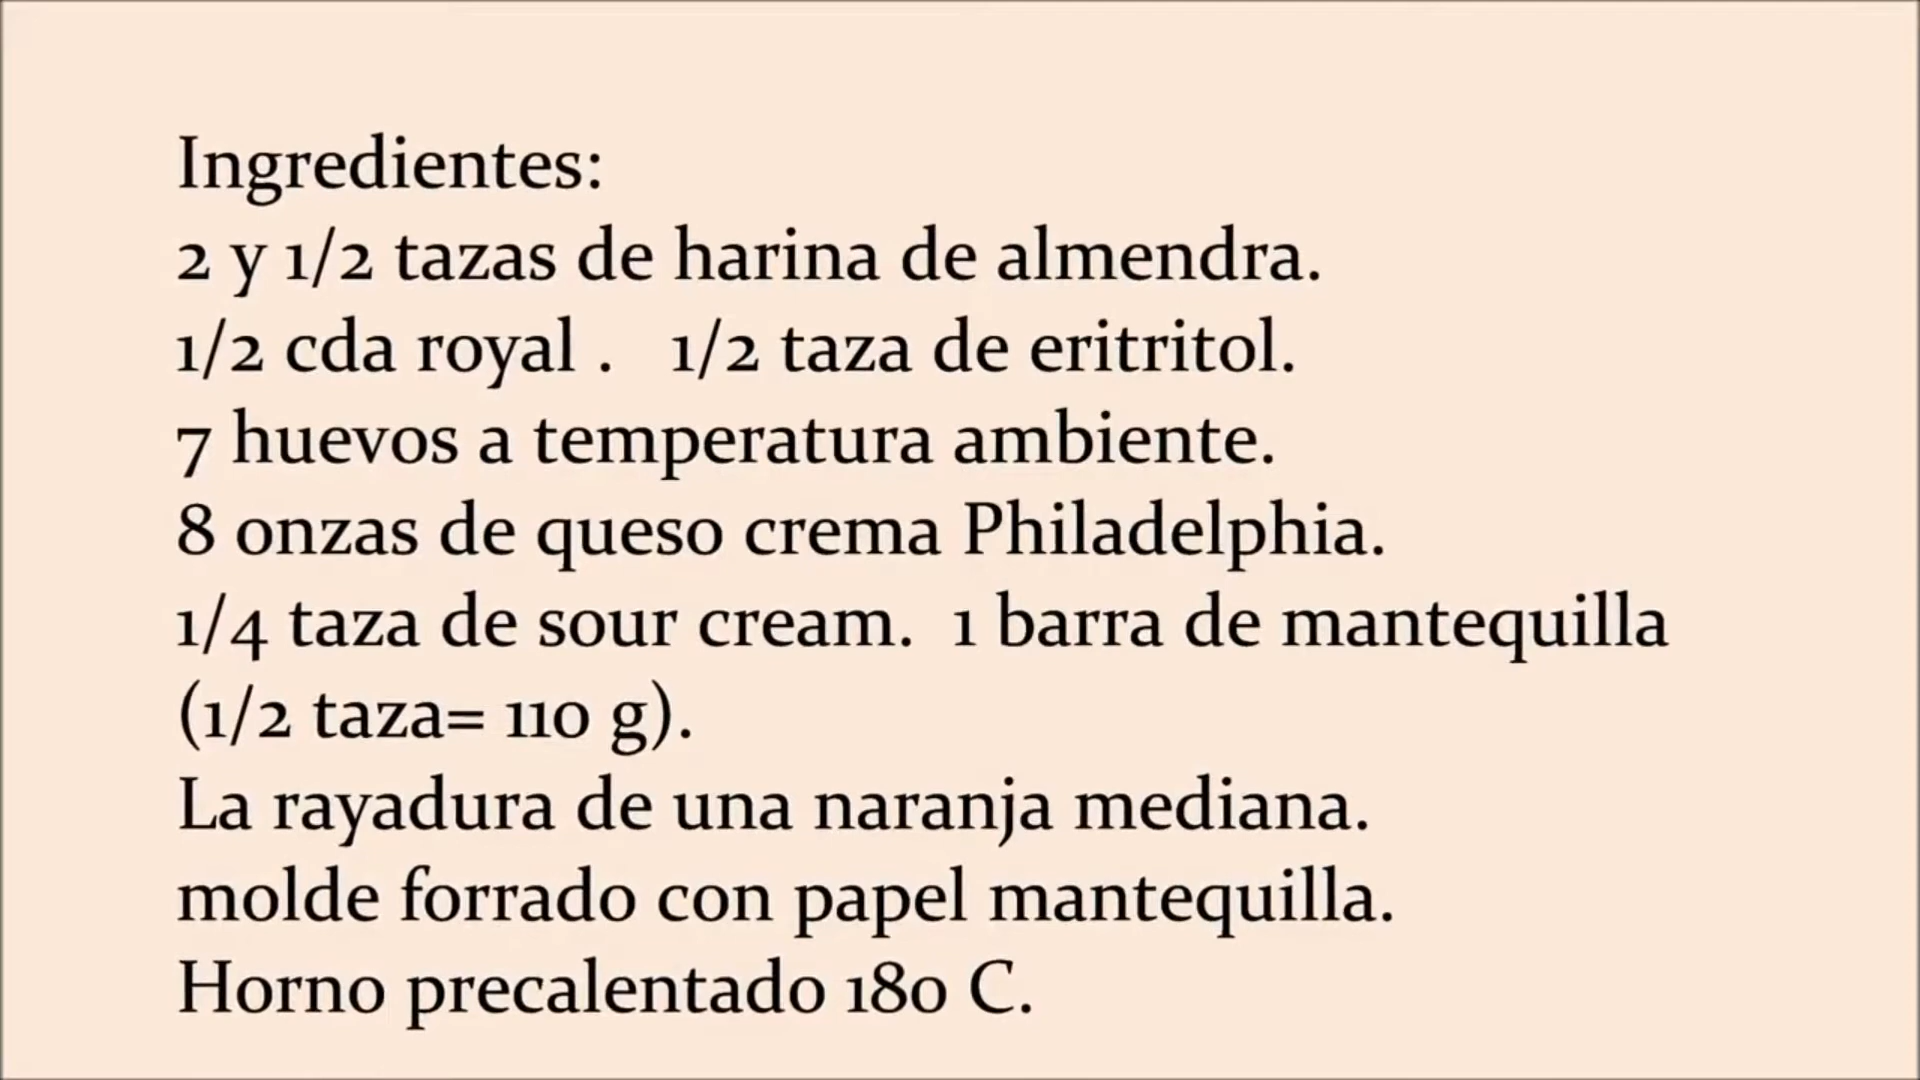 Ingredientes:
2 y 1/2 tazas de harina de almendra.
1/2 cda royal .   1/2 taza de eritritol.
7 huevos a temperatura ambiente.
8 onzas de queso crema Philadelphia.
1/4 taza de sour cream.  1 barra de mantequilla
(1/2 taza= 110 g).
La rayadura de una naranja mediana.
molde forrado con papel mantequilla.
Horno precalentado 180 C.